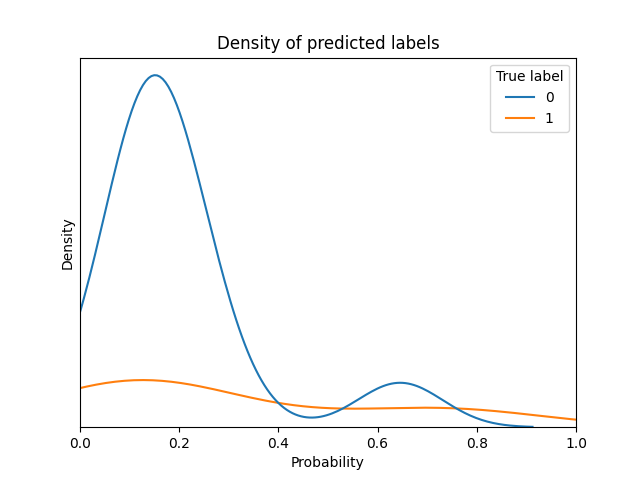 Density of predicted labels
True label
0
1
Density
0.0 0.2 0.4 0.6 0.8 1.0
Probability